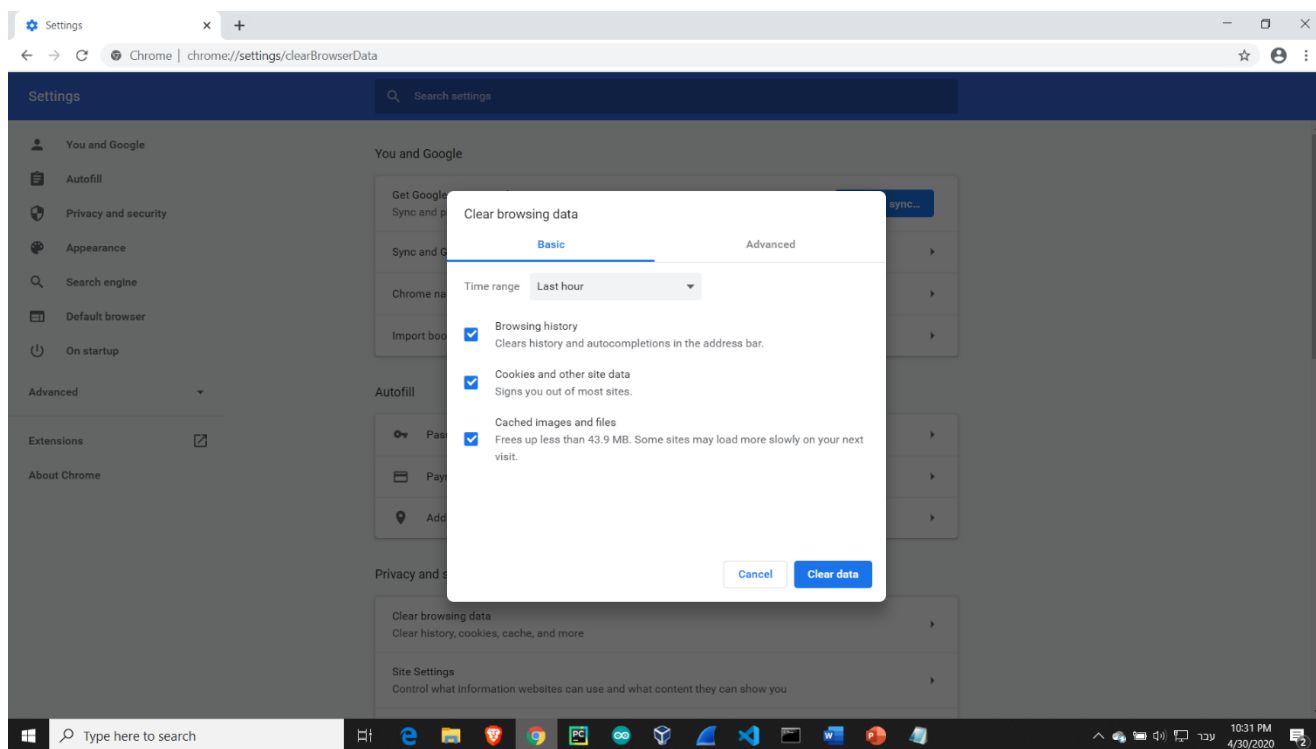 Settings
Chrome | chrome://settings/clearBrowserData
Settings
Search settings
You and Google
Autofill
Privacy and security
Appearance
Search engine
Default browser
On startup
Advanced
Extensions
About Chrome
You and Google
Get Google
sync...
Sync and p
Sync and G
Chrome na
Import boo
Autofill
Pas
Pay
Add
Privacy and s
Clear browsing data
Clear history, cookies, cache, and more
Site Settings
Control what information websites can use and what content they can show you
Clear browsing data
Basic Advanced
Time range Last hour
Browsing history
Clears history and autocompletions in the address bar.
Cookies and other site data
Signs you out of most sites.
Cached images and files
Frees up less than 43.9 MB. Some sites may load more slowly on your next
visit.
Cancel Clear data
Type here to search
PC
W
P
עבר
10:31 PM
4/30/2020
2